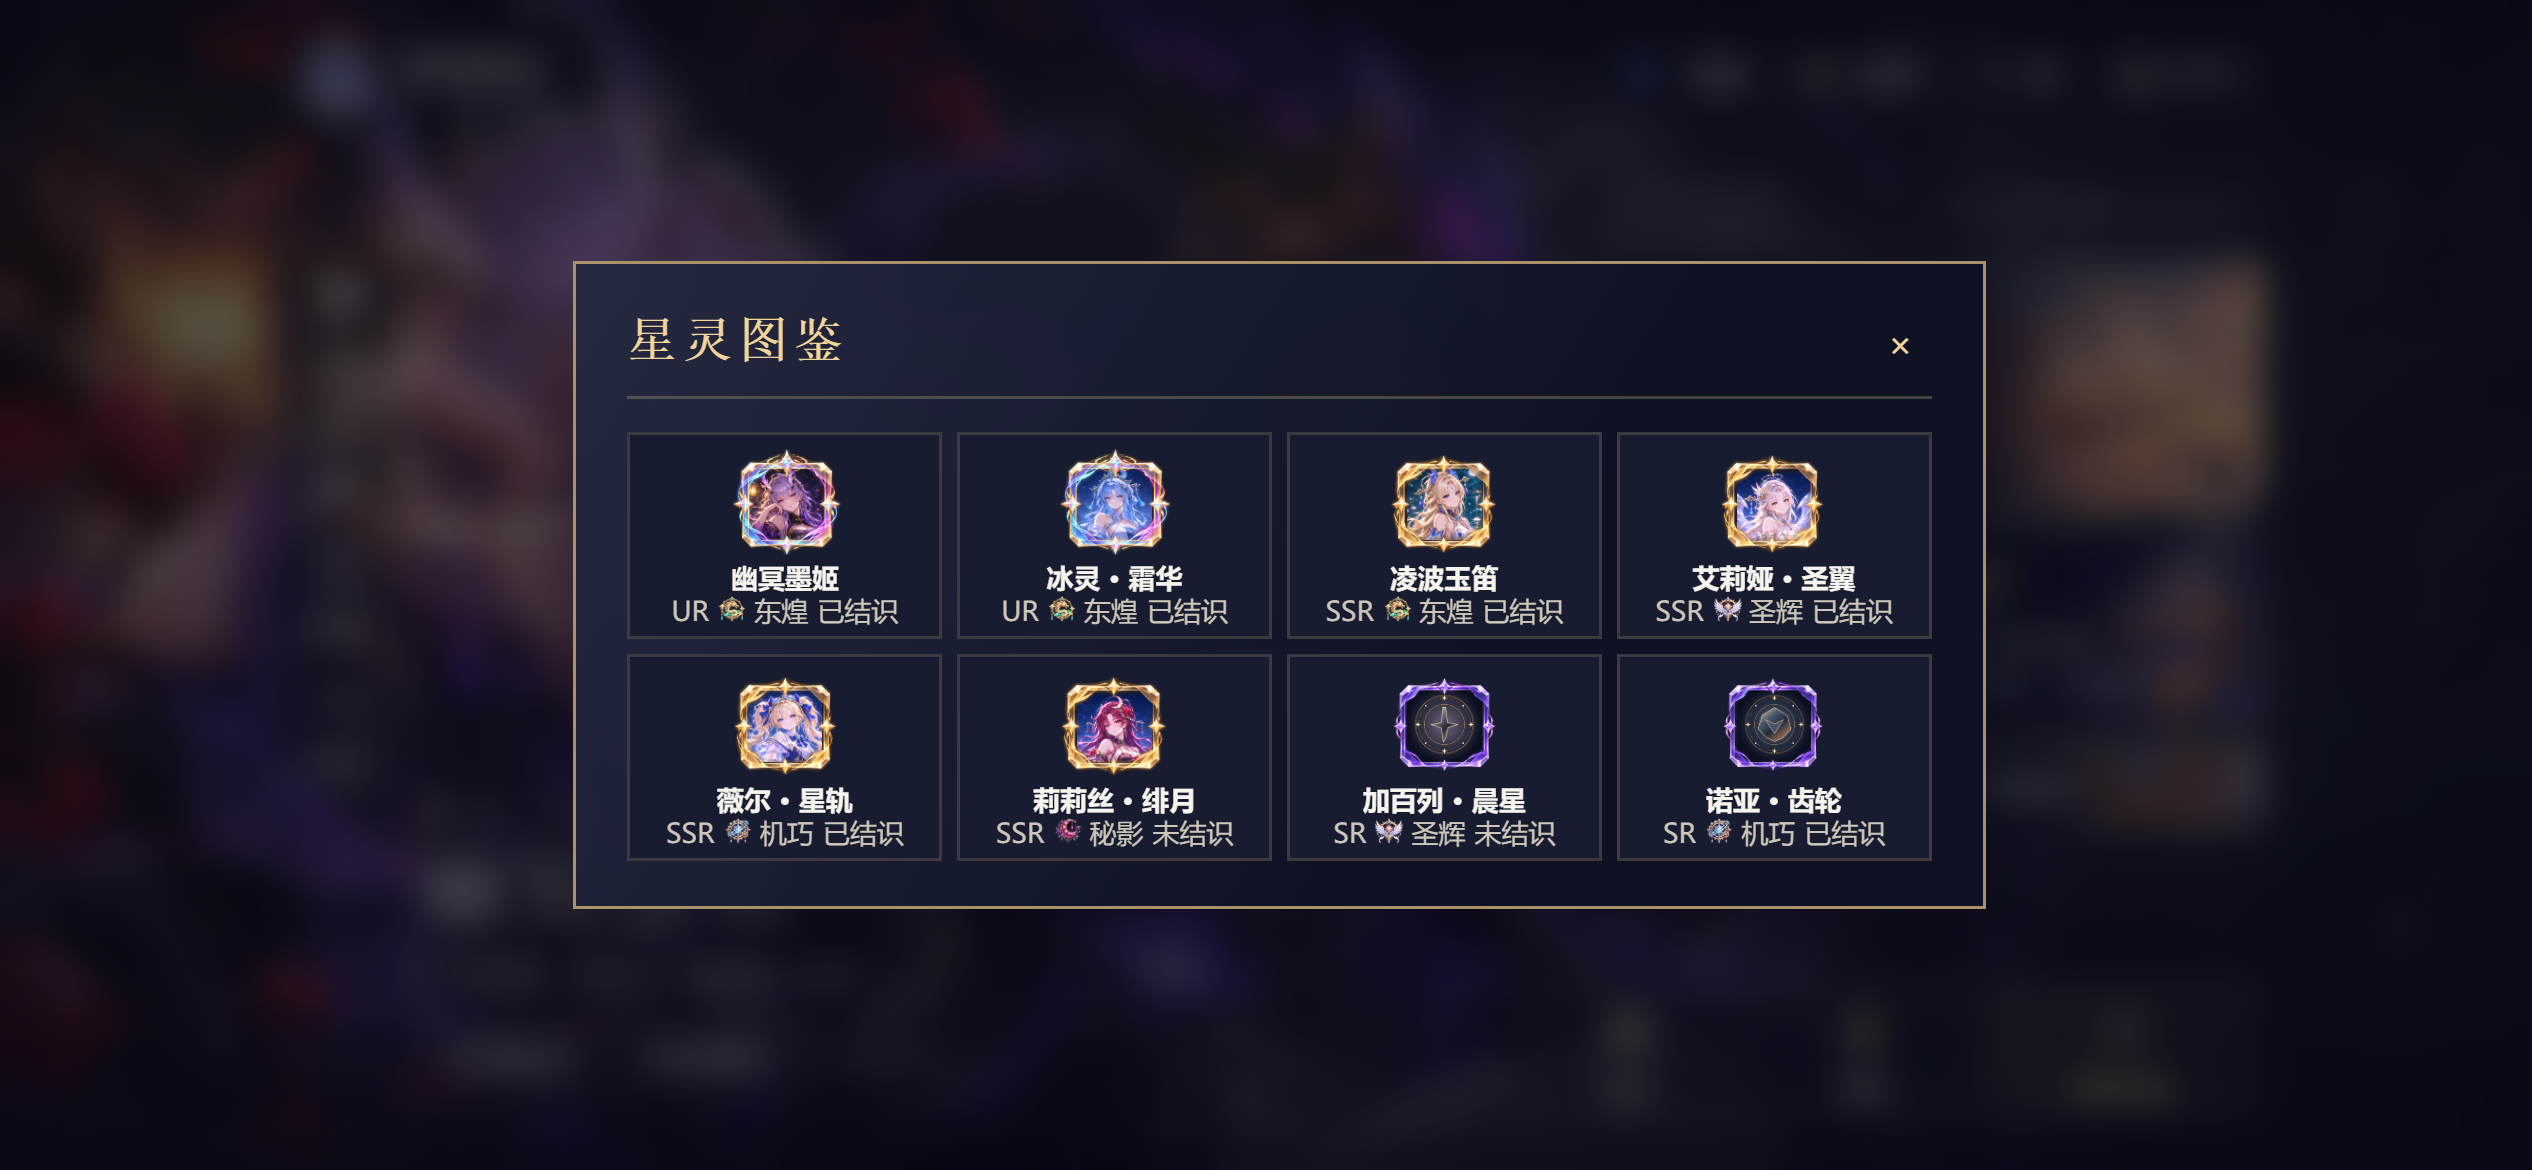 星灵图鉴
×
幽冥墨姬
UR 东煌 已结识
冰灵·霜华
UR 东煌 已结识
凌波玉笛
SSR 东煌 已结识
艾莉娅·圣翼
SSR 圣辉 已结识
薇尔·星轨
SSR 机巧 已结识
莉莉丝·绯月
SSR 秘影 未结识
加百列·晨星
SR 圣辉 未结识
诺亚·齿轮
SR 机巧 已结识